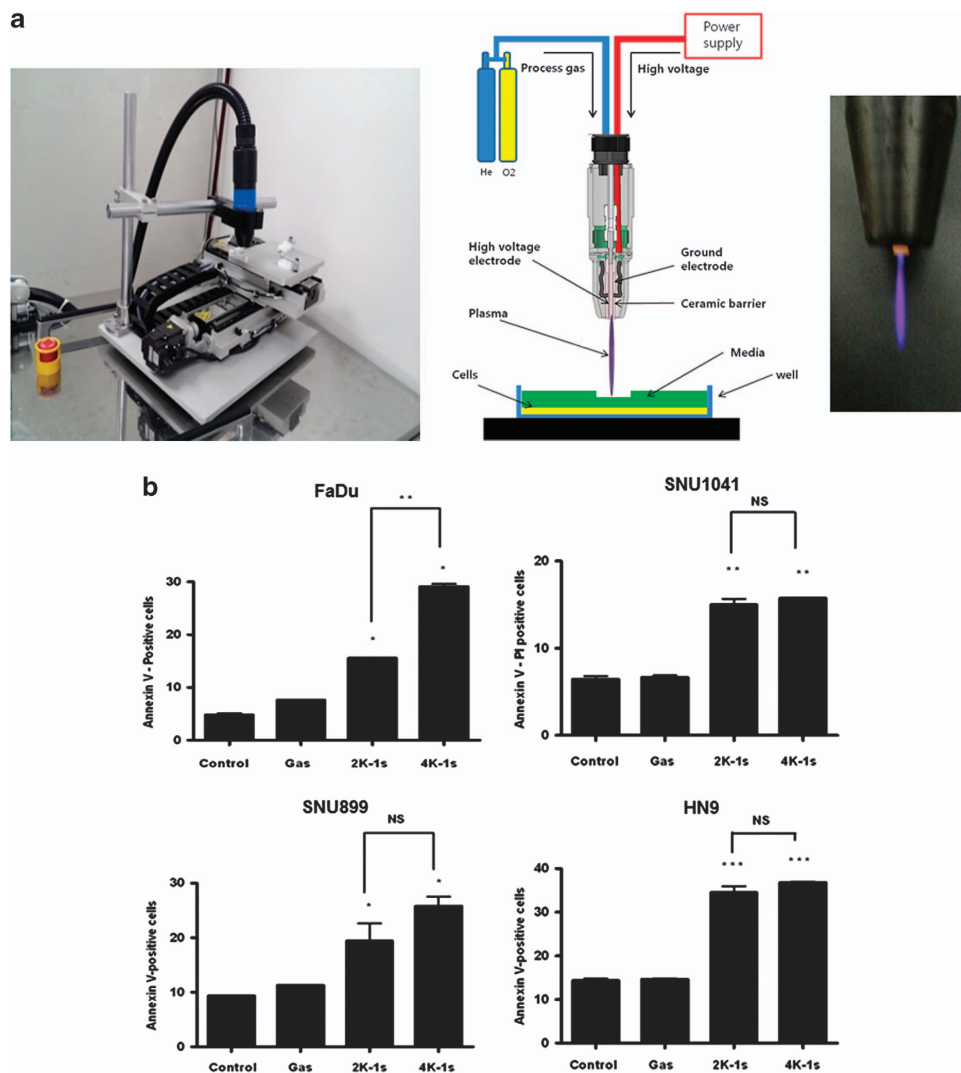 a
Power
supply
Process gas
High voltage
He
O2
High voltage
electrode
Ground
electrode
Ceramic barrier
Plasma
Media
Cells
well
b
FaDu
**
*
*
Annexin V - Positive cells
30
20
10
0
Control
Gas
2K-1s
4K-1s
SNU1041
NS
**
**
Annexin V - PI positive cells
20
10
0
Control
Gas
2K-1s
4K-1s
SNU899
NS
*
*
Annexin V-positive cells
30
20
10
0
Control
Gas
2K-1s
4K-1s
HN9
NS
***
***
Annexin V-positive cells
40
30
20
10
0
Control
Gas
2K-1s
4K-1s